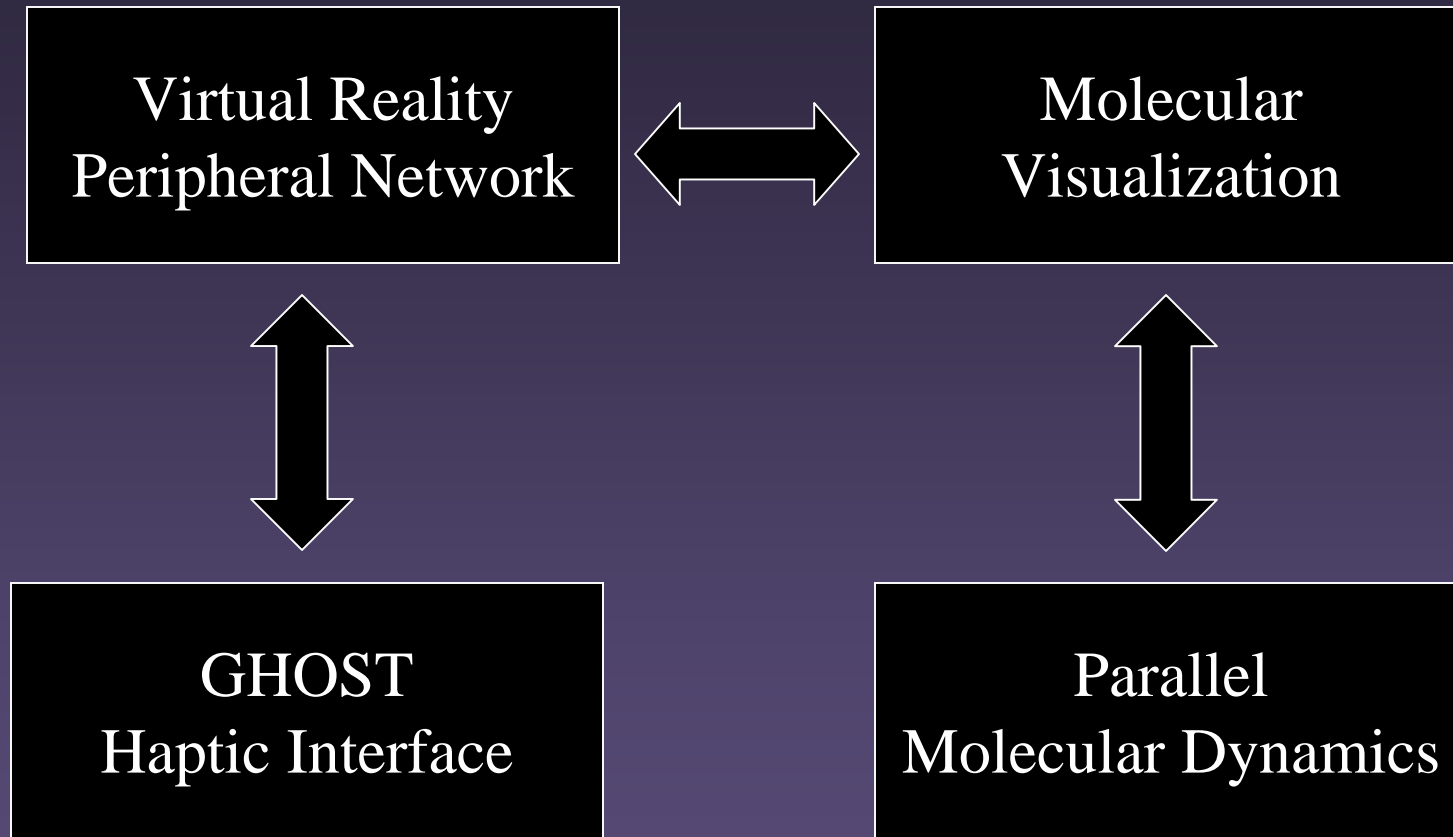 Virtual Reality
Peripheral Network
Molecular
Visualization
GHOST
Haptic Interface
Parallel
Molecular Dynamics